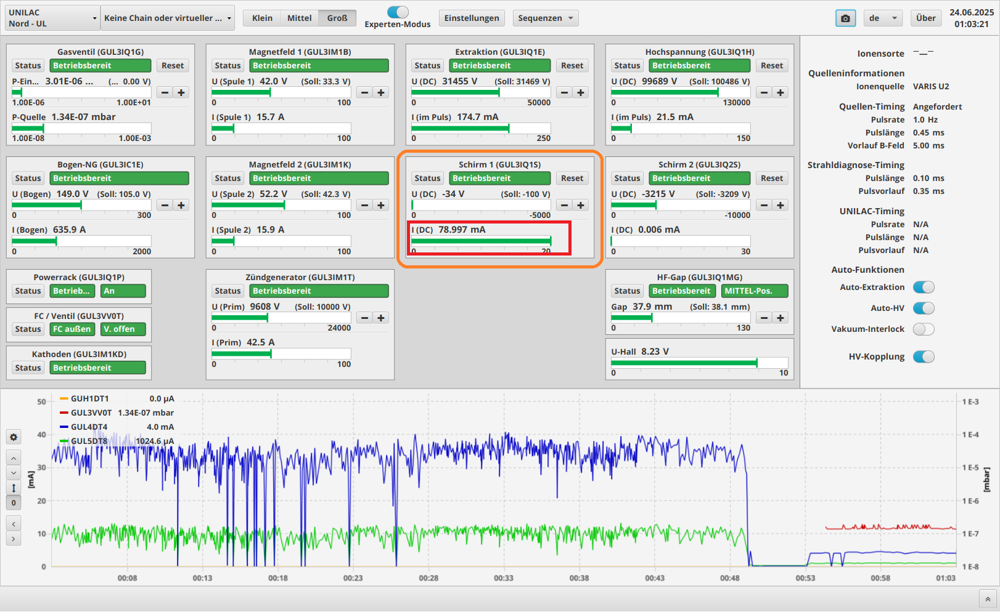 UNILAC
Nord - UL
Keine Chain oder virtueller ...
Klein Mittel Groß
Experten-Modus
Einstellungen
Sequenzen
de
Über
24.06.2025
01:03:21
Gasventil (GUL3IQ1G)
Status Betriebsbereit Reset
P-Ein... 3.01E-06 ... (... 0.00 V)
1.00E-06 1.00E+01
P-Quelle 1.34E-07 mbar
1.00E-08 1.00E-03
Magnetfeld 1 (GUL3IM1B)
Status Betriebsbereit
U (Spule 1) 42.0 V (Soll: 33.3 V)
0 100
I (Spule 1) 15.7 A
0 100
Extraktion (GUL3IQ1E)
Status Betriebsbereit Reset
U (DC) 31455 V (Soll: 31469 V)
0 50000
I (im Puls) 174.7 mA
0 250
Hochspannung (GUL3IQ1H)
Status Betriebsbereit Reset
U (DC) 99689 V (Soll: 100486 V)
0 130000
I (im Puls) 21.5 mA
0 150
Bogen-NG (GUL3IC1E)
Status Betriebsbereit
U (Bogen) 149.0 V (Soll: 105.0 V)
0 300
I (Bogen) 635.9 A
0 2000
Magnetfeld 2 (GUL3IM1K)
Status Betriebsbereit
U (Spule 2) 52.2 V (Soll: 42.3 V)
0 100
I (Spule 2) 15.9 A
0 100
Schirm 1 (GUL3IQ1S)
Status Betriebsbereit Reset
U (DC) -34 V (Soll: -100 V)
0 -5000
I (DC) 78.997 mA
0 20
Schirm 2 (GUL3IQ2S)
Status Betriebsbereit Reset
U (DC) -3215 V (Soll: -3209 V)
0 -10000
I (DC) 0.006 mA
0 30
Powerrack (GUL3IQ1P)
Status Betrieb... An
FC / Ventil (GUL3VV0T)
Status FC außen V. offen
Kathoden (GUL3IM1KD)
Status Betriebsbereit
Zündgenerator (GUL3IM1T)
Status Betriebsbereit
U (Prim) 9608 V (Soll: 10000 V)
0 24000
I (Prim) 42.5 A
0 100
HF-Gap (GUL3IQ1MG)
Status Betriebsbereit MITTEL-Pos.
Gap 37.9 mm (Soll: 38.1 mm)
0 130
U-Hall 8.23 V
0 10
Ionensorte —
Quelleninformationen
Ionenquelle VARIS U2
Quellen-Timing Angefordert
Pulsrate 1.0 Hz
Pulslänge 0.45 ms
Vorlauf B-Feld 5.00 ms
Strahldiagnose-Timing
Pulslänge 0.10 ms
Pulsvorlauf 0.35 ms
UNILAC-Timing
Pulsrate N/A
Pulslänge N/A
Pulsvorlauf N/A
Auto-Funktionen
Auto-Extraktion
Auto-HV
Vakuum-Interlock
HV-Kopplung
GUH1DT1 0.0 µA
GUL3VV0T 1.34E-07 mbar
GUL4DT4 4.0 mA
GUL5DT8 1024.6 µA
[mA]
50
40
30
20
10
0
1 E-3
1 E-4
1 E-5
1 E-6
1 E-7
1 E-8
[mbar]
0
00:08 00:13 00:18 00:23 00:28 00:33 00:38 00:43 00:48 00:53 00:58 01:03